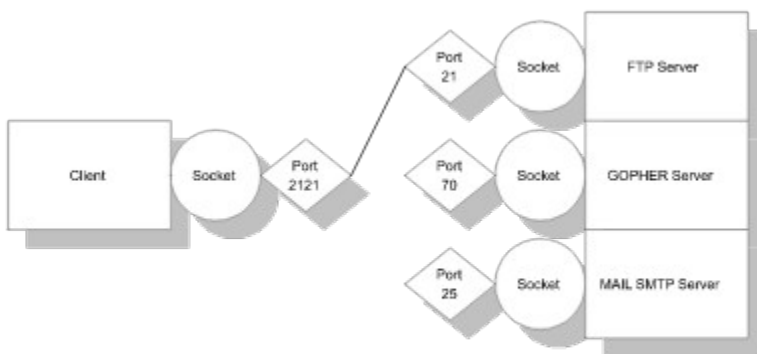 Port
21
Socket
FTP Server
Client
Socket
Port
2121
Port
70
Socket
GOPHER Server
Port
25
Socket
MAIL SMTP Server